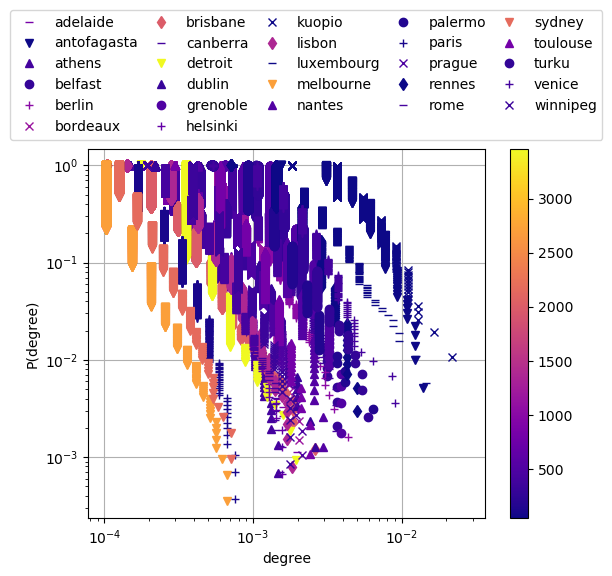 adelaide brisbane kuopio palermo sydney
antofagasta canberra lisbon paris toulouse
athens detroit luxembourg prague turku
belfast dublin melbourne rennes venice
berlin grenoble nantes rome winnipeg
bordeaux helsinki
10⁰
10⁻¹
10⁻²
10⁻³
P(degree)
10⁻⁴ 10⁻³ 10⁻²
degree
3000
2500
2000
1500
1000
500